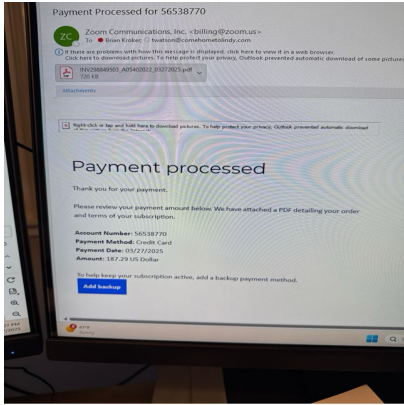 Payment Processed for 56538770
ZC
Zoom Communications, Inc. <billing@zoom.us>
To Brian Kroker; twatson@comehometolindy.com
If there are problems with how this message is displayed, click here to view it in a web browser.
Click here to download pictures. To help protect your privacy, Outlook prevented automatic download of some pictures
INV298849503_A05402022_03272025.pdf
126 KB
Attachments
Right-click or tap and hold here to download pictures. To help protect your privacy, Outlook prevented automatic download
Payment processed
Thank you for your payment.
Please review your payment amount below. We have attached a PDF detailing your order
and terms of your subscription.
Account Number: 56538770
Payment Method: Credit Card
Payment Date: 03/27/2025
Amount: 187.29 US Dollar
To help keep your subscription active, add a backup payment method.
Add backup